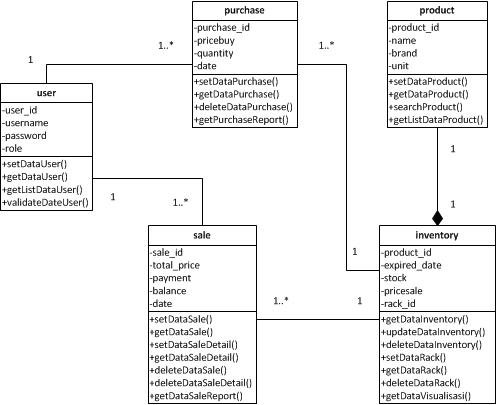 purchase
-purchase_id
-pricebuy
-quantity
-date
+setDataPurchase()
+getDataPurchase()
+deleteDataPurchase()
+getPurchaseReport()
product
-product_id
-name
-brand
-unit
+setDataProduct()
+getDataProduct()
+searchProduct()
+getListDataProduct()
1
1..*
1..*
user
-user_id
-username
-password
-role
+setDataUser()
+getDataUser()
+getListDataUser()
+validateDateUser()
1
1..*
1
1
sale
-sale_id
-total_price
-payment
-balance
-date
+setDataSale()
+getDataSale()
+setDataSaleDetail()
+getDataSaleDetail()
+deleteDataSale()
+deleteDataSaleDetail()
+getDataSaleReport()
1
1..*
1
inventory
-product_id
-expired_date
-stock
-pricesale
-rack_id
+getDataInventory()
+updateDataInventory()
+deleteDataInventory()
+setDataRack()
+getDataRack()
+deleteDataRack()
+getDataVisualisasi()